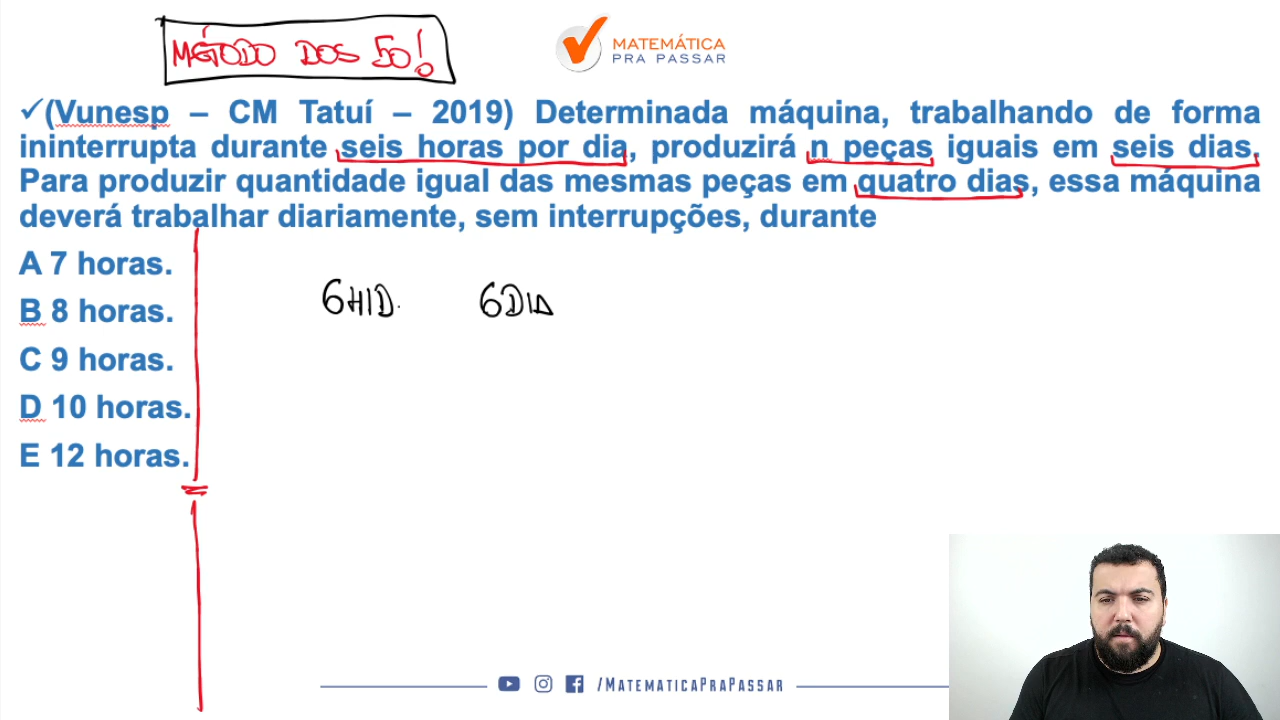 MÉTODO DOS 50!
MATEMÁTICA
PRA PASSAR
✓(Vunesp – CM Tatuí – 2019) Determinada máquina, trabalhando de forma
ininterrupta durante seis horas por dia, produzirá n peças iguais em seis dias.
Para produzir quantidade igual das mesmas peças em quatro dias, essa máquina
deverá trabalhar diariamente, sem interrupções, durante
A 7 horas.
B 8 horas.
C 9 horas.
D 10 horas.
E 12 horas.
6H|D. 6DIA
/MATEMATICAPRAPASSAR